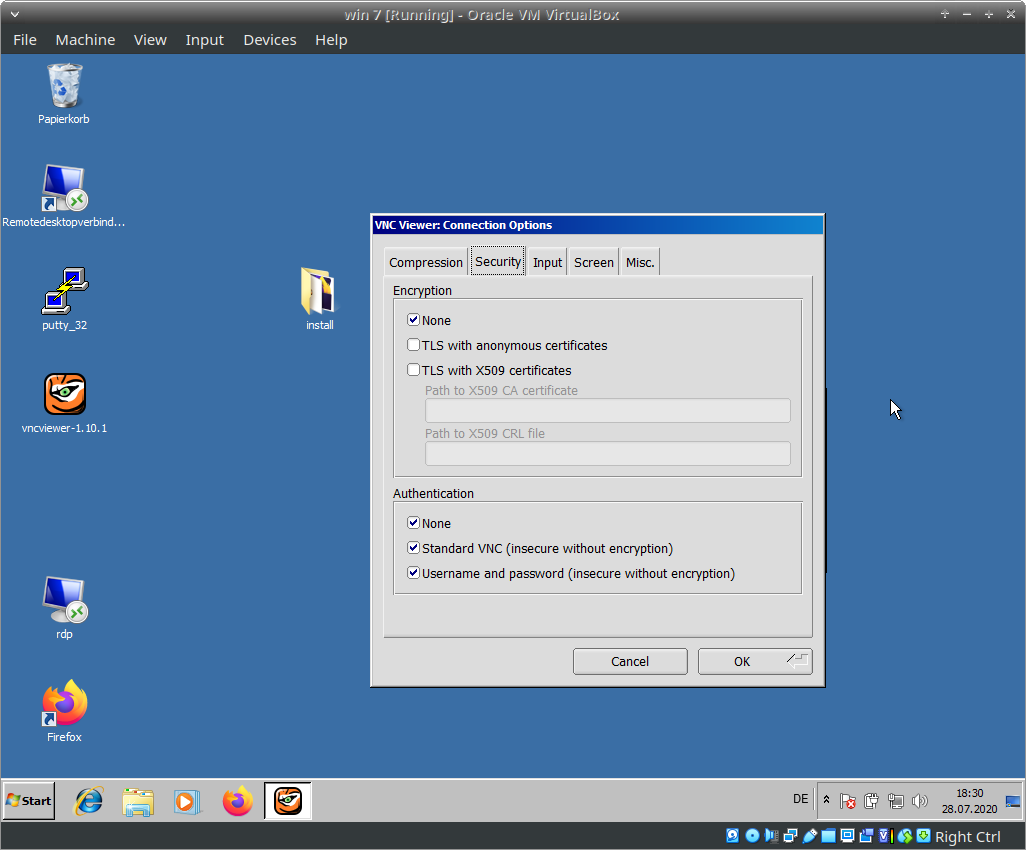 win 7 [Running] - Oracle VM VirtualBox
File Machine View Input Devices Help
Papierkorb
Remotedesktopverbind...
putty_32
install
vncviewer-1.10.1
rdp
Firefox
VNC Viewer: Connection Options
Compression Security Input Screen Misc.
Encryption
None
TLS with anonymous certificates
TLS with X509 certificates
Path to X509 CA certificate
Path to X509 CRL file
Authentication
None
Standard VNC (insecure without encryption)
Username and password (insecure without encryption)
Cancel OK
Start DE 18:30
28.07.2020
Right Ctrl